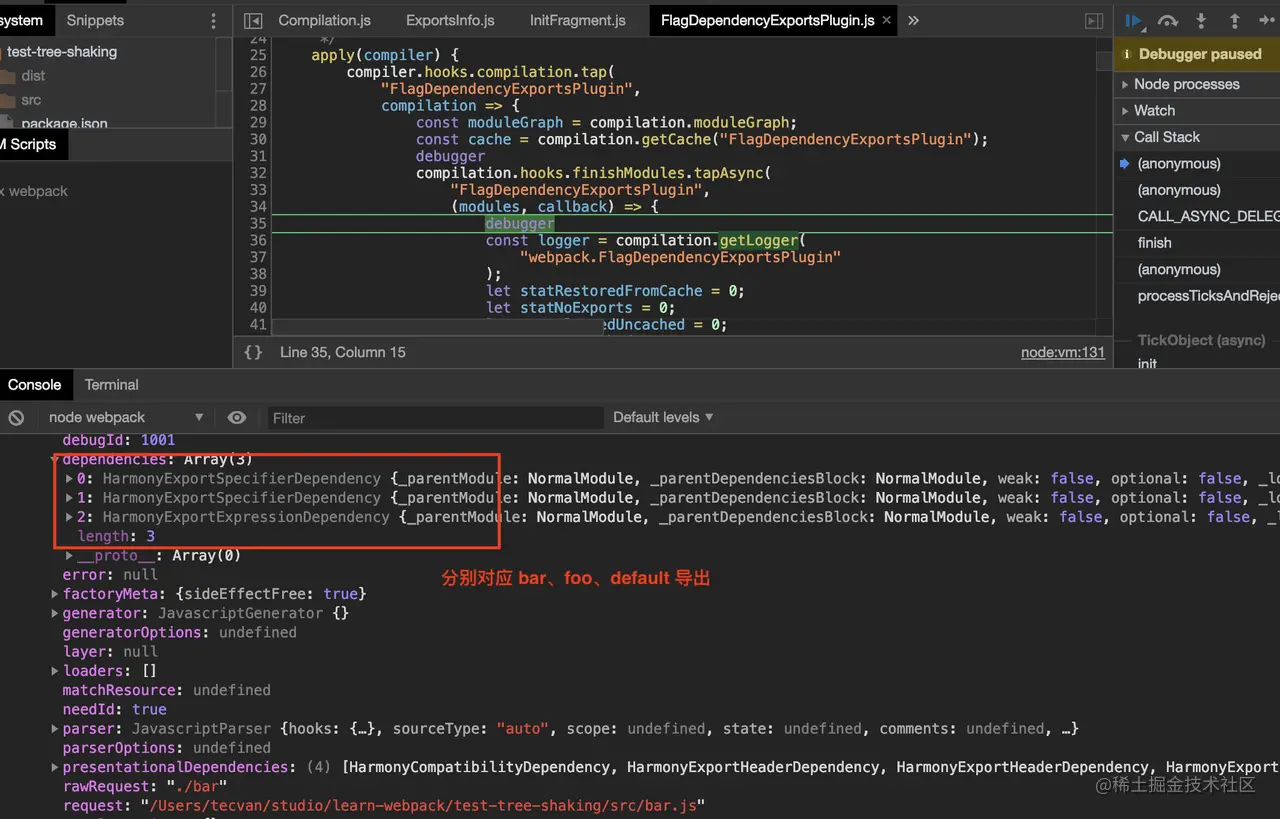 system
Snippets
Compilation.js
ExportsInfo.js
InitFragment.js
FlagDependencyExportsPlugin.js ×
»
test-tree-shaking
dist
src
package.json
M Scripts
x webpack
24 */
25 apply(compiler) {
26 compiler.hooks.compilation.tap(
27 "FlagDependencyExportsPlugin",
28 compilation => {
29 const moduleGraph = compilation.moduleGraph;
30 const cache = compilation.getCache("FlagDependencyExportsPlugin");
31 debugger
32 compilation.hooks.finishModules.tapAsync(
33 "FlagDependencyExportsPlugin",
34 (modules, callback) => {
35 debugger
36 const logger = compilation.getLogger(
37 "webpack.FlagDependencyExportsPlugin"
38 );
39 let statRestoredFromCache = 0;
40 let statNoExports = 0;
41 edUncached = 0;
{} Line 35, Column 15
node:vm:131
Debugger paused
Node processes
Watch
Call Stack
(anonymous)
(anonymous)
CALL_ASYNC_DELEG
finish
(anonymous)
processTicksAndReje
TickObject (async)
init
Console
Terminal
node webpack
Filter
Default levels
debugId: 1001
dependencies: Array(3)
0: HarmonyExportSpecifierDependency {_parentModule: NormalModule, _parentDependenciesBlock: NormalModule, weak: false, optional: false, _lo
1: HarmonyExportSpecifierDependency {_parentModule: NormalModule, _parentDependenciesBlock: NormalModule, weak: false, optional: false, _lo
2: HarmonyExportExpressionDependency {_parentModule: NormalModule, _parentDependenciesBlock: NormalModule, weak: false, optional: false, _l
length: 3
__proto__: Array(0)
error: null
分别对应 bar、foo、default 导出
factoryMeta: {sideEffectFree: true}
generator: JavascriptGenerator {}
generatorOptions: undefined
layer: null
loaders: []
matchResource: undefined
needId: true
parser: JavascriptParser {hooks: {…}, sourceType: "auto", scope: undefined, state: undefined, comments: undefined, …}
parserOptions: undefined
presentationalDependencies: (4) [HarmonyCompatibilityDependency, HarmonyExportHeaderDependency, HarmonyExportHeaderDependency, HarmonyExport
rawRequest: "./bar"
request: "/Users/tecvan/studio/learn-webpack/test-tree-shaking/src/bar.js"
@稀土掘金技术社区